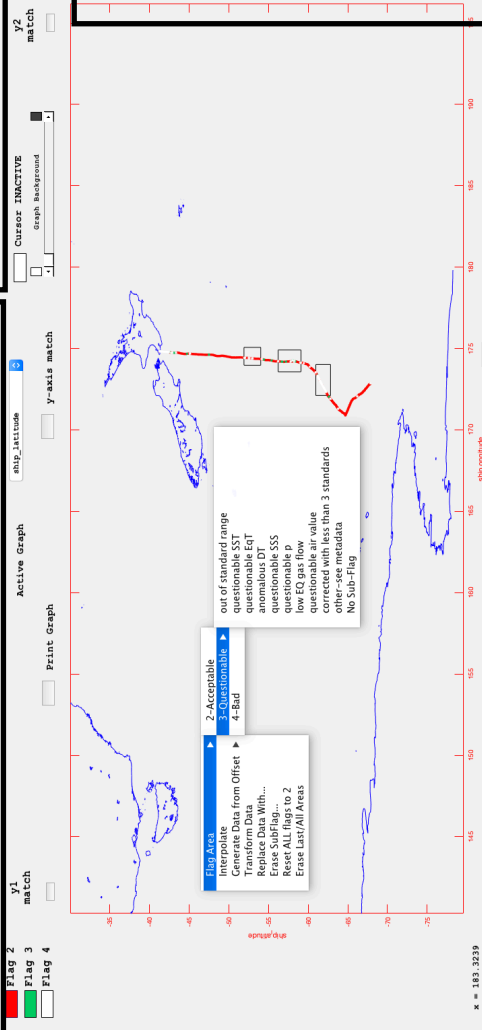 Flag 2
Flag 3
Flag 4
y1
match
Active Graph
ship_latitude
Print Graph
y-axis match
Cursor INACTIVE
Graph Background
y2
match
-35
-40
-45
-50
-55
-60
-65
-70
-75
ship_latitude
145
150
155
160
165
170
175
180
185
190
195
ship_longitude
Flag Area
Interpolate
Generate Data from Offset
Transform Data
Replace Data With...
Erase SubFlag...
Reset ALL flags to 2
Erase Last/All Areas
2-Acceptable
3-Questionable
4-Bad
out of standard range
questionable SST
questionable EqT
anomalous DT
questionable SSS
questionable p
low EQ gas flow
questionable air value
corrected with less than 3 standards
other-see metadata
No Sub-Flag
x = 183.3239